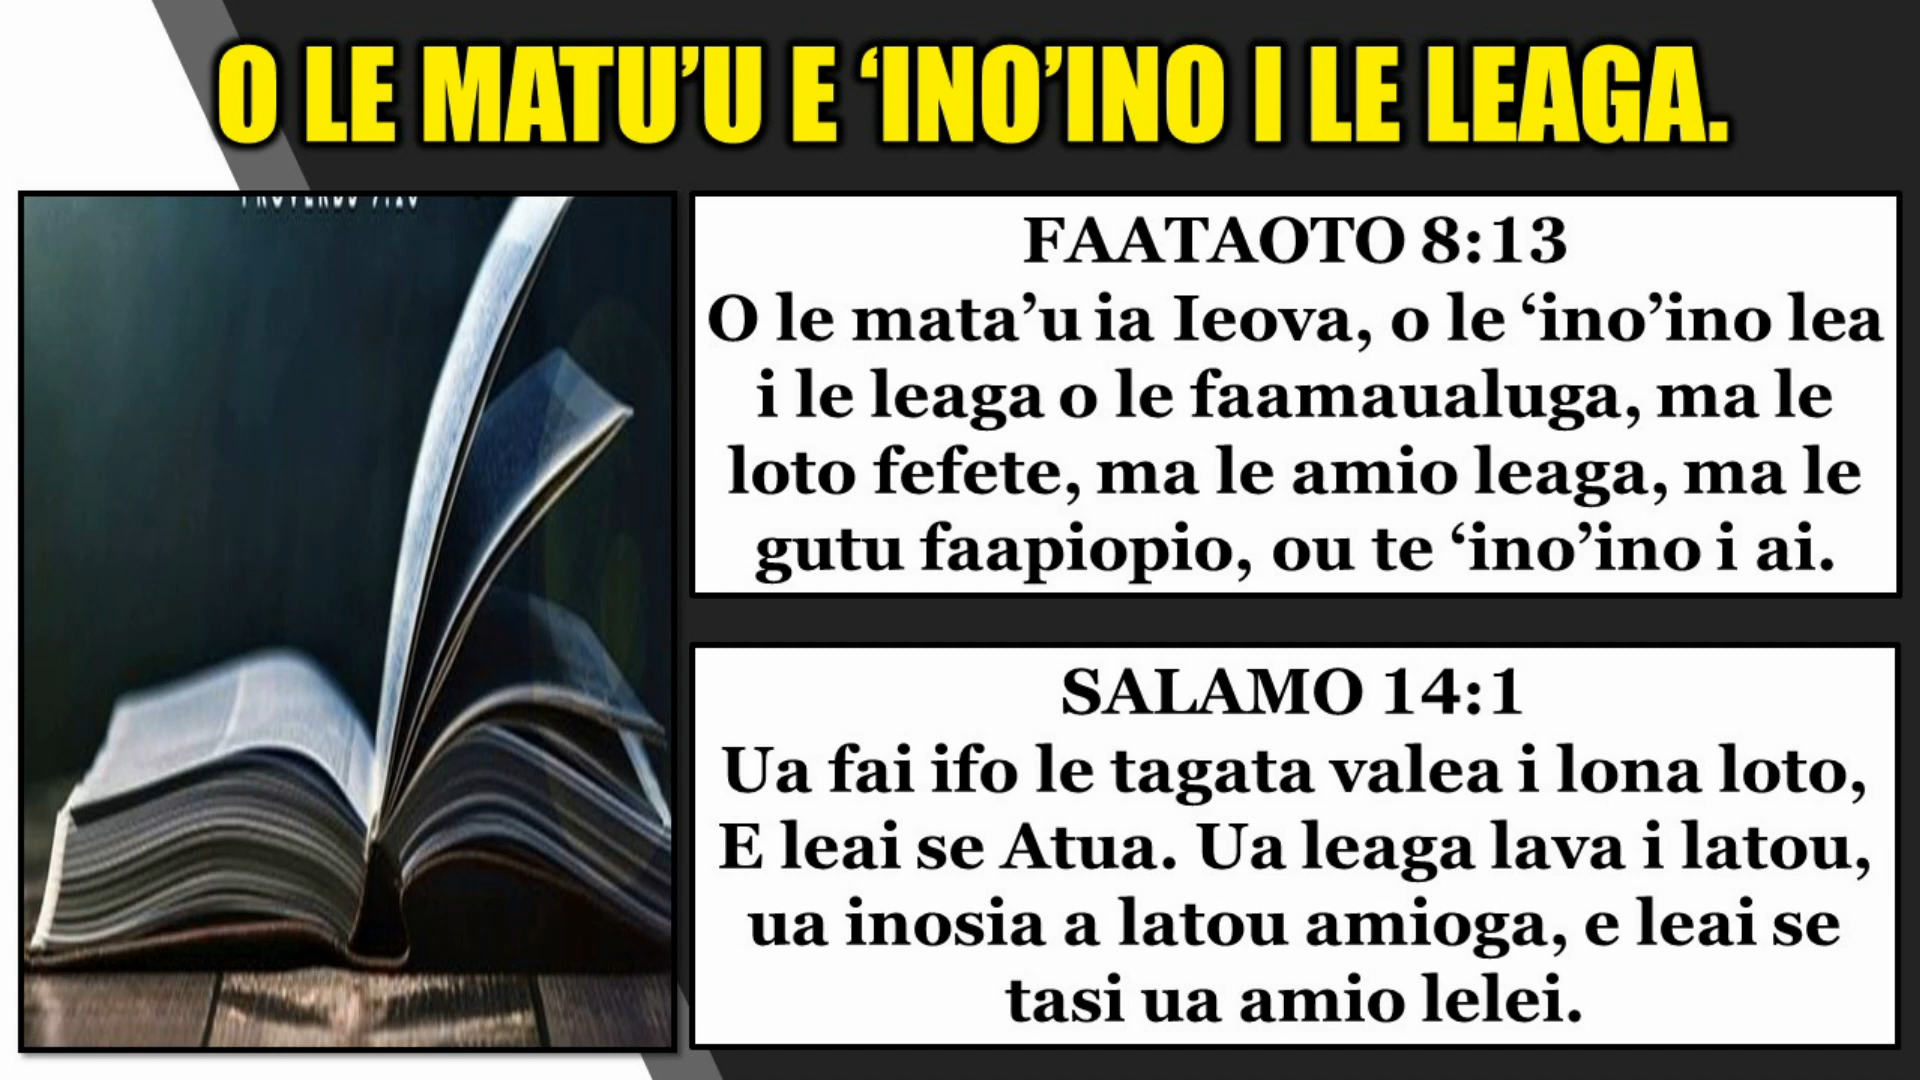 O LE MATU’U E ‘INO’INO I LE LEAGA.
FAATAOTO 8:13
O le mata’u ia Ieova, o le ‘ino’ino lea
i le leaga o le faamaualuga, ma le
loto fefete, ma le amio leaga, ma le
gutu faapiopio, ou te ‘ino’ino i ai.
SALAMO 14:1
Ua fai ifo le tagata valea i lona loto,
E leai se Atua. Ua leaga lava i latou,
ua inosia a latou amioga, e leai se
tasi ua amio lelei.